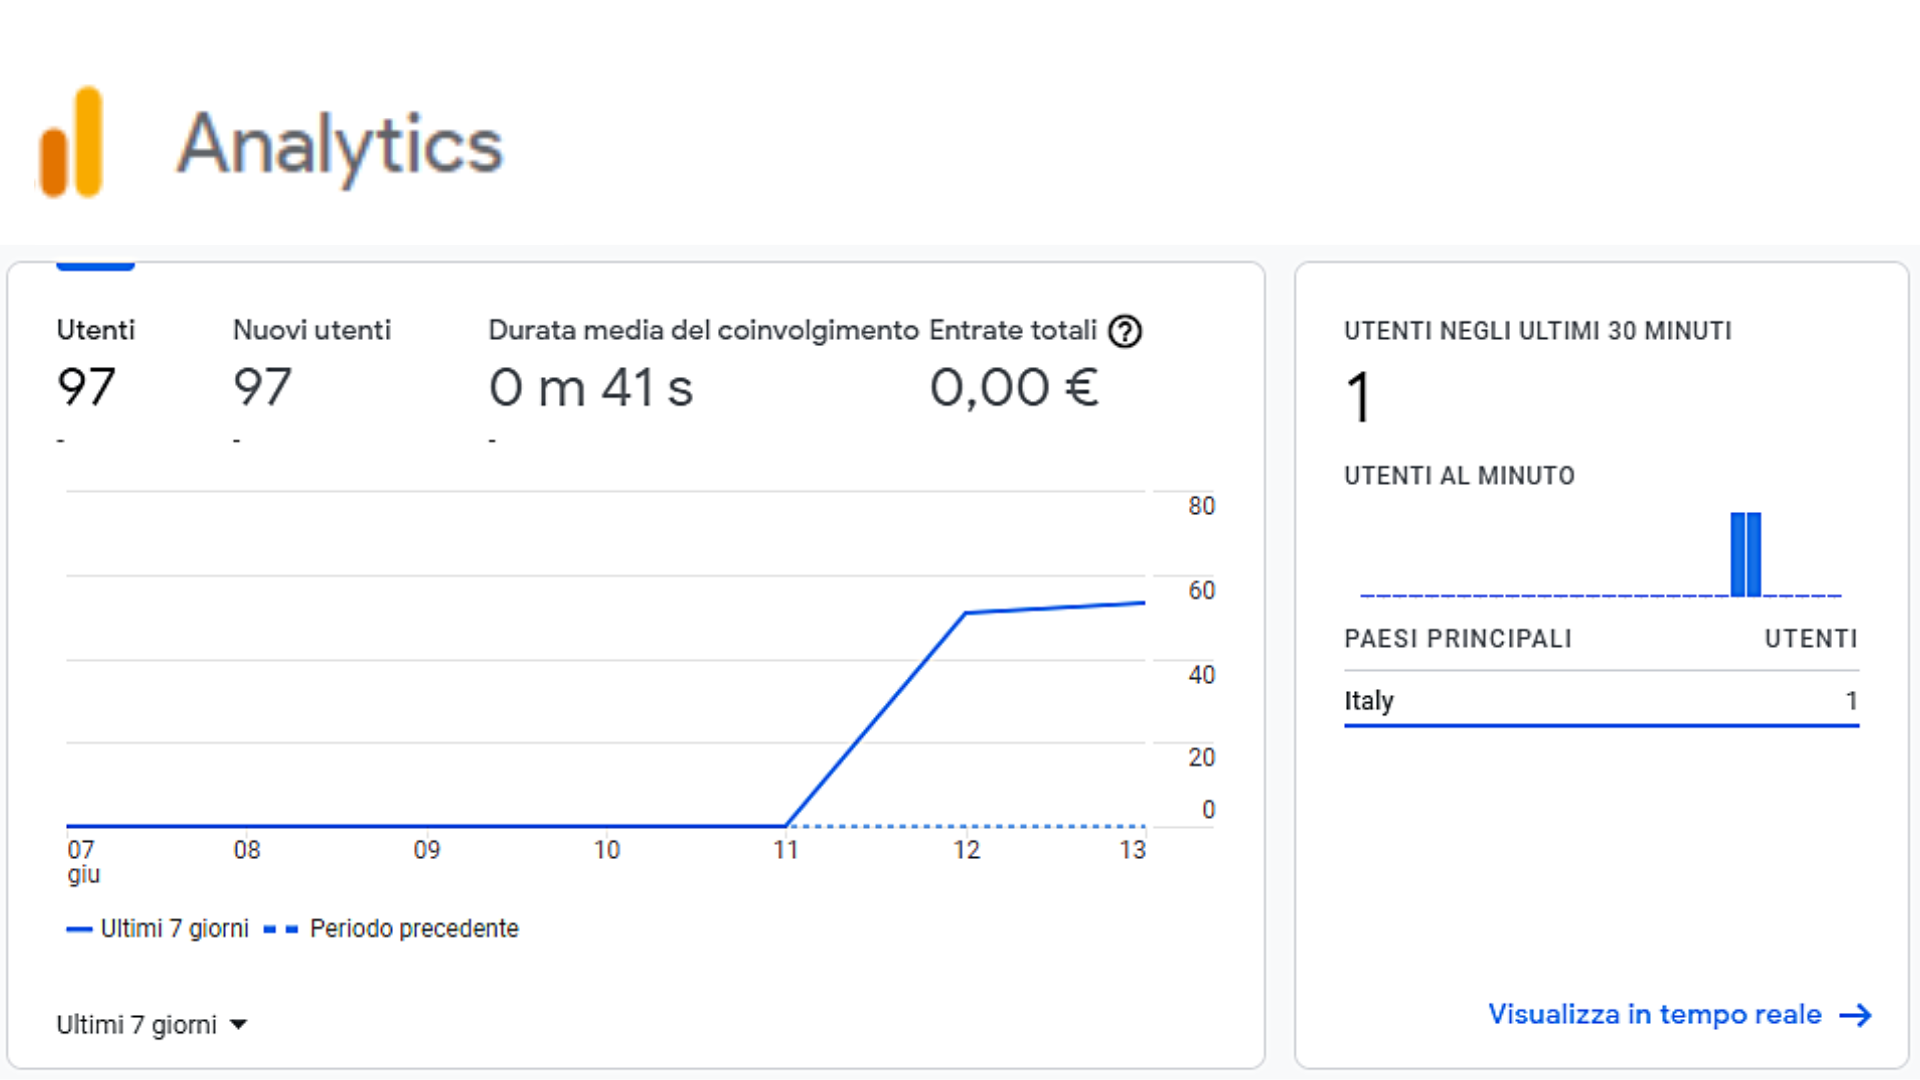 Analytics
Utenti
97
-
Nuovi utenti
97
-
Durata media del coinvolgimento
0 m 41 s
-
Entrate totali ?
0,00 €
80
60
40
20
0
07 08 09 10 11 12 13
giu
Ultimi 7 giorni Periodo precedente
Ultimi 7 giorni
UTENTI NEGLI ULTIMI 30 MINUTI
1
UTENTI AL MINUTO
PAESI PRINCIPALI UTENTI
Italy 1
Visualizza in tempo reale